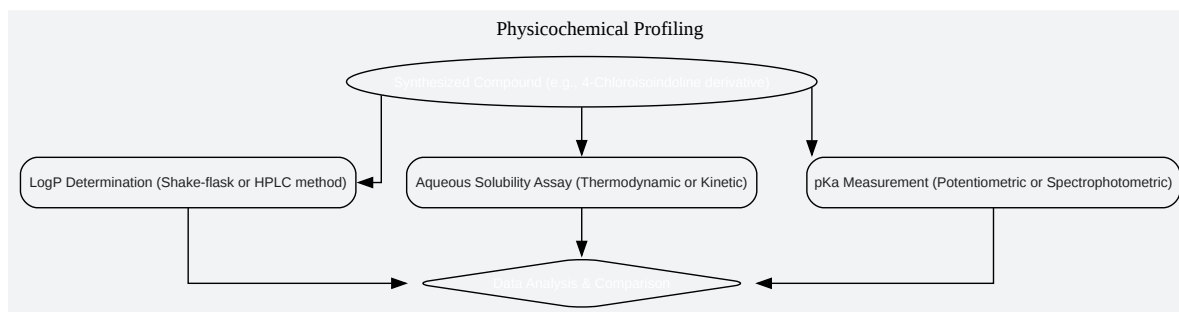 Physicochemical Profiling
Synthesized Compound (e.g., 4-Chloroisoindoline derivative)
LogP Determination (Shake-flask or HPLC method)
Aqueous Solubility Assay (Thermodynamic or Kinetic)
pKa Measurement (Potentiometric or Spectrophotometric)
Data Analysis & Comparison